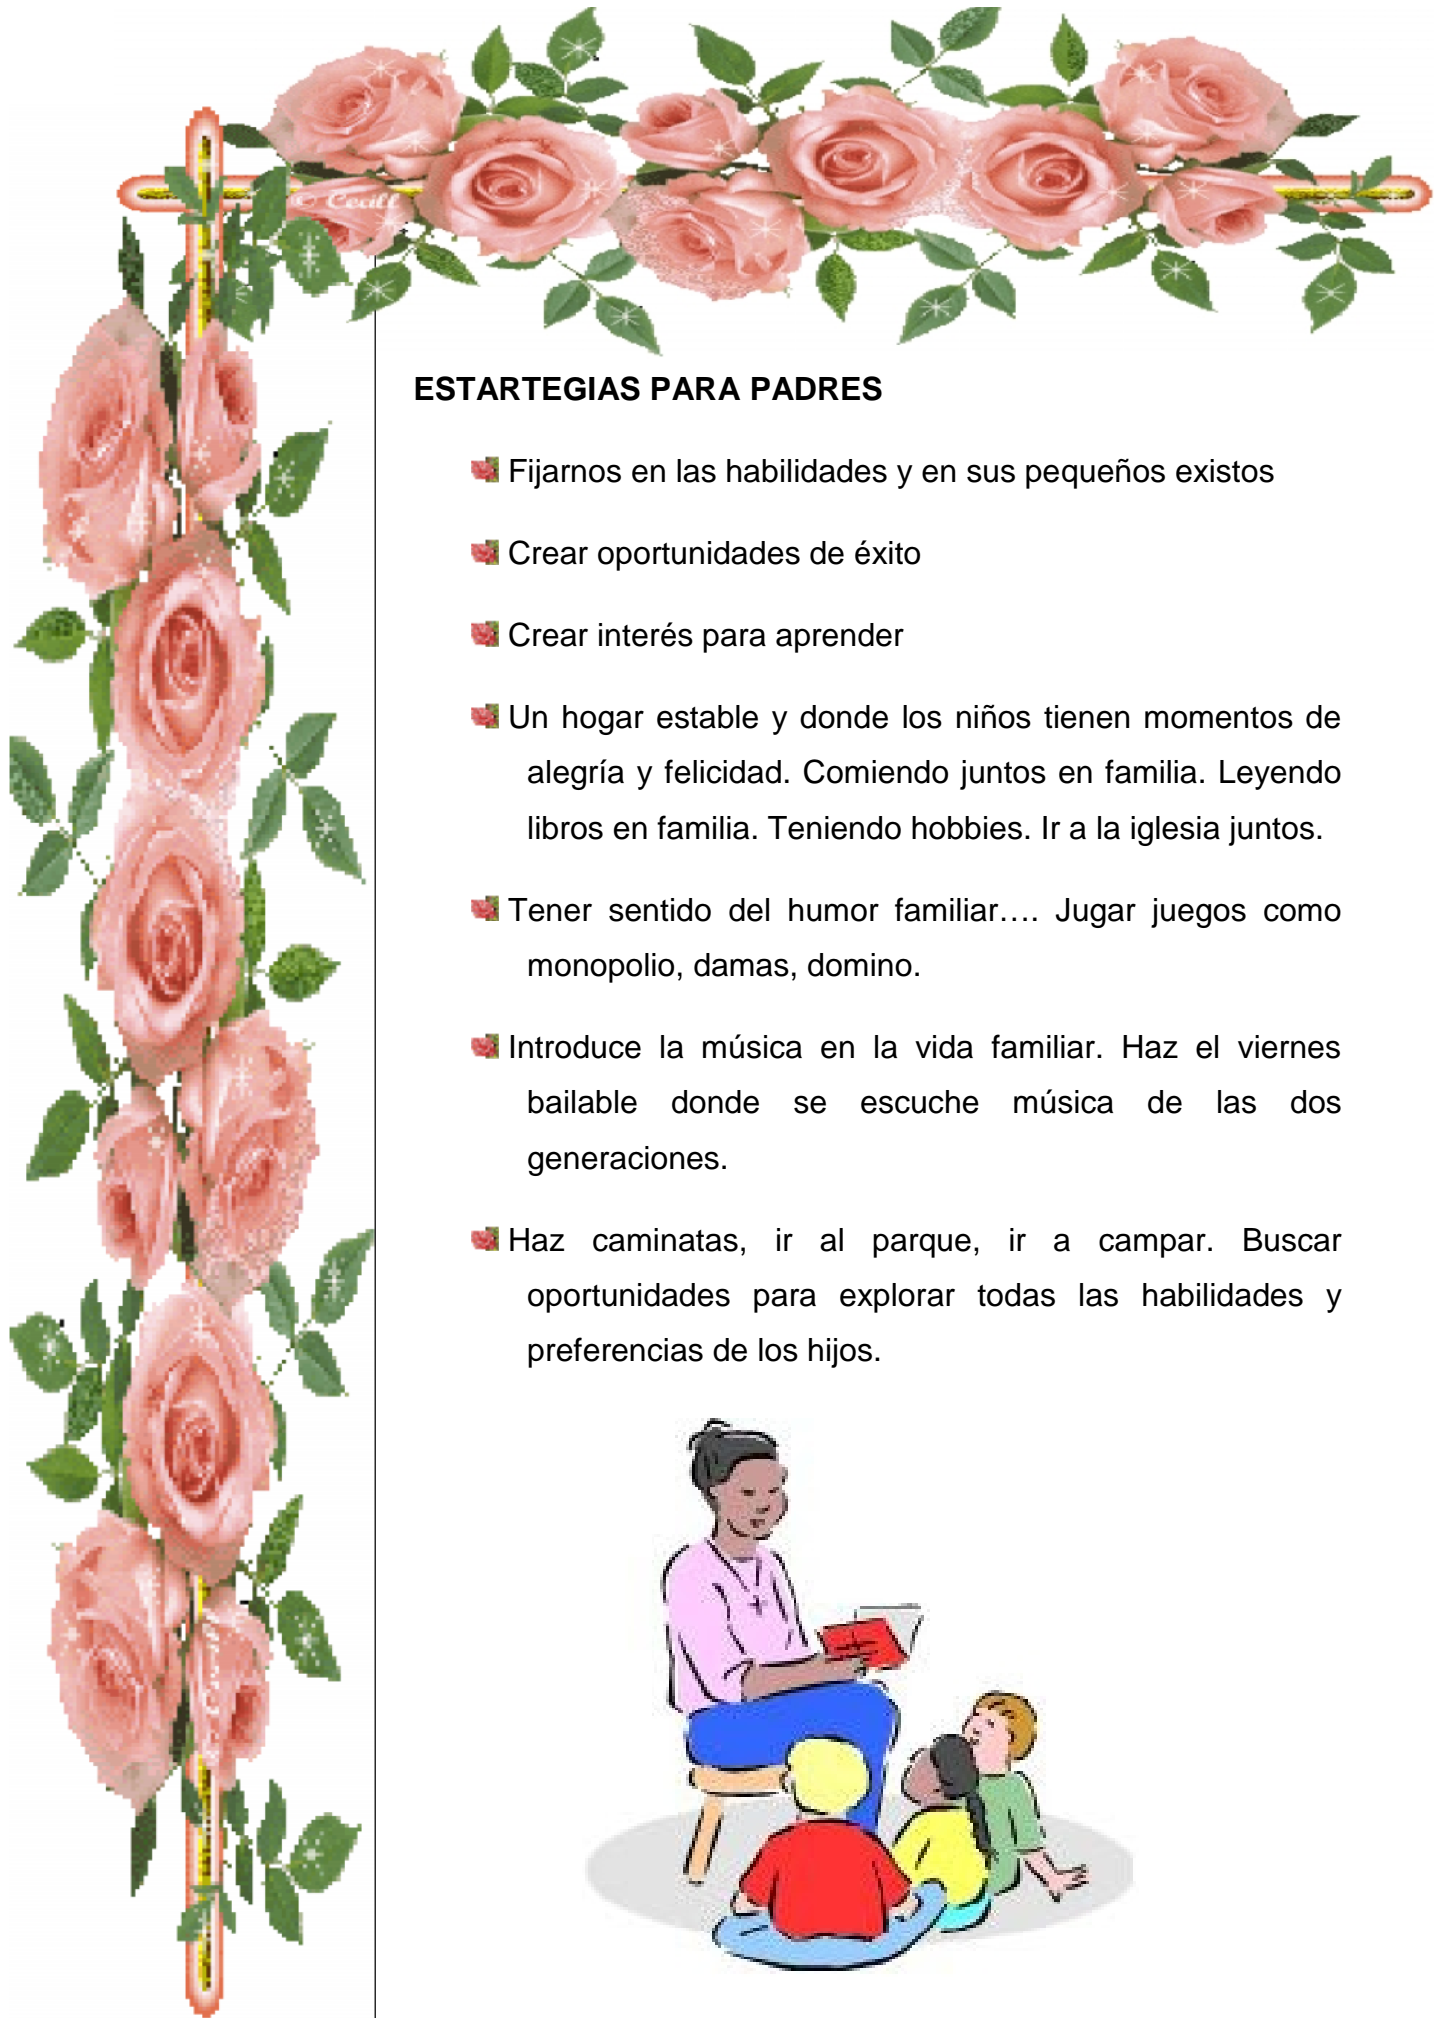 © Cecill
ESTARTEGIAS PARA PADRES
Fijarnos en las habilidades y en sus pequeños existos
Crear oportunidades de éxito
Crear interés para aprender
Un hogar estable y donde los niños tienen momentos de
alegría y felicidad. Comiendo juntos en familia. Leyendo
libros en familia. Teniendo hobbies. Ir a la iglesia juntos.
Tener sentido del humor familiar…. Jugar juegos como
monopolio, damas, domino.
Introduce la música en la vida familiar. Haz el viernes
bailable donde se escuche música de las dos
generaciones.
Haz caminatas, ir al parque, ir a campar. Buscar
oportunidades para explorar todas las habilidades y
preferencias de los hijos.